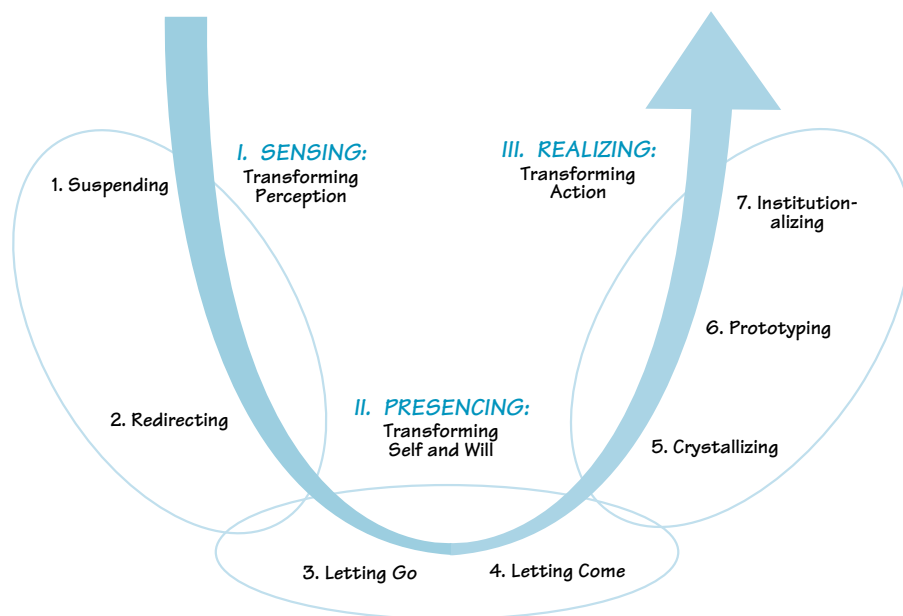 I. SENSING:
Transforming
Perception
1. Suspending
2. Redirecting
II. PRESENCING:
Transforming
Self and Will
3. Letting Go
4. Letting Come
III. REALIZING:
Transforming
Action
5. Crystallizing
6. Prototyping
7. Institution-
alizing